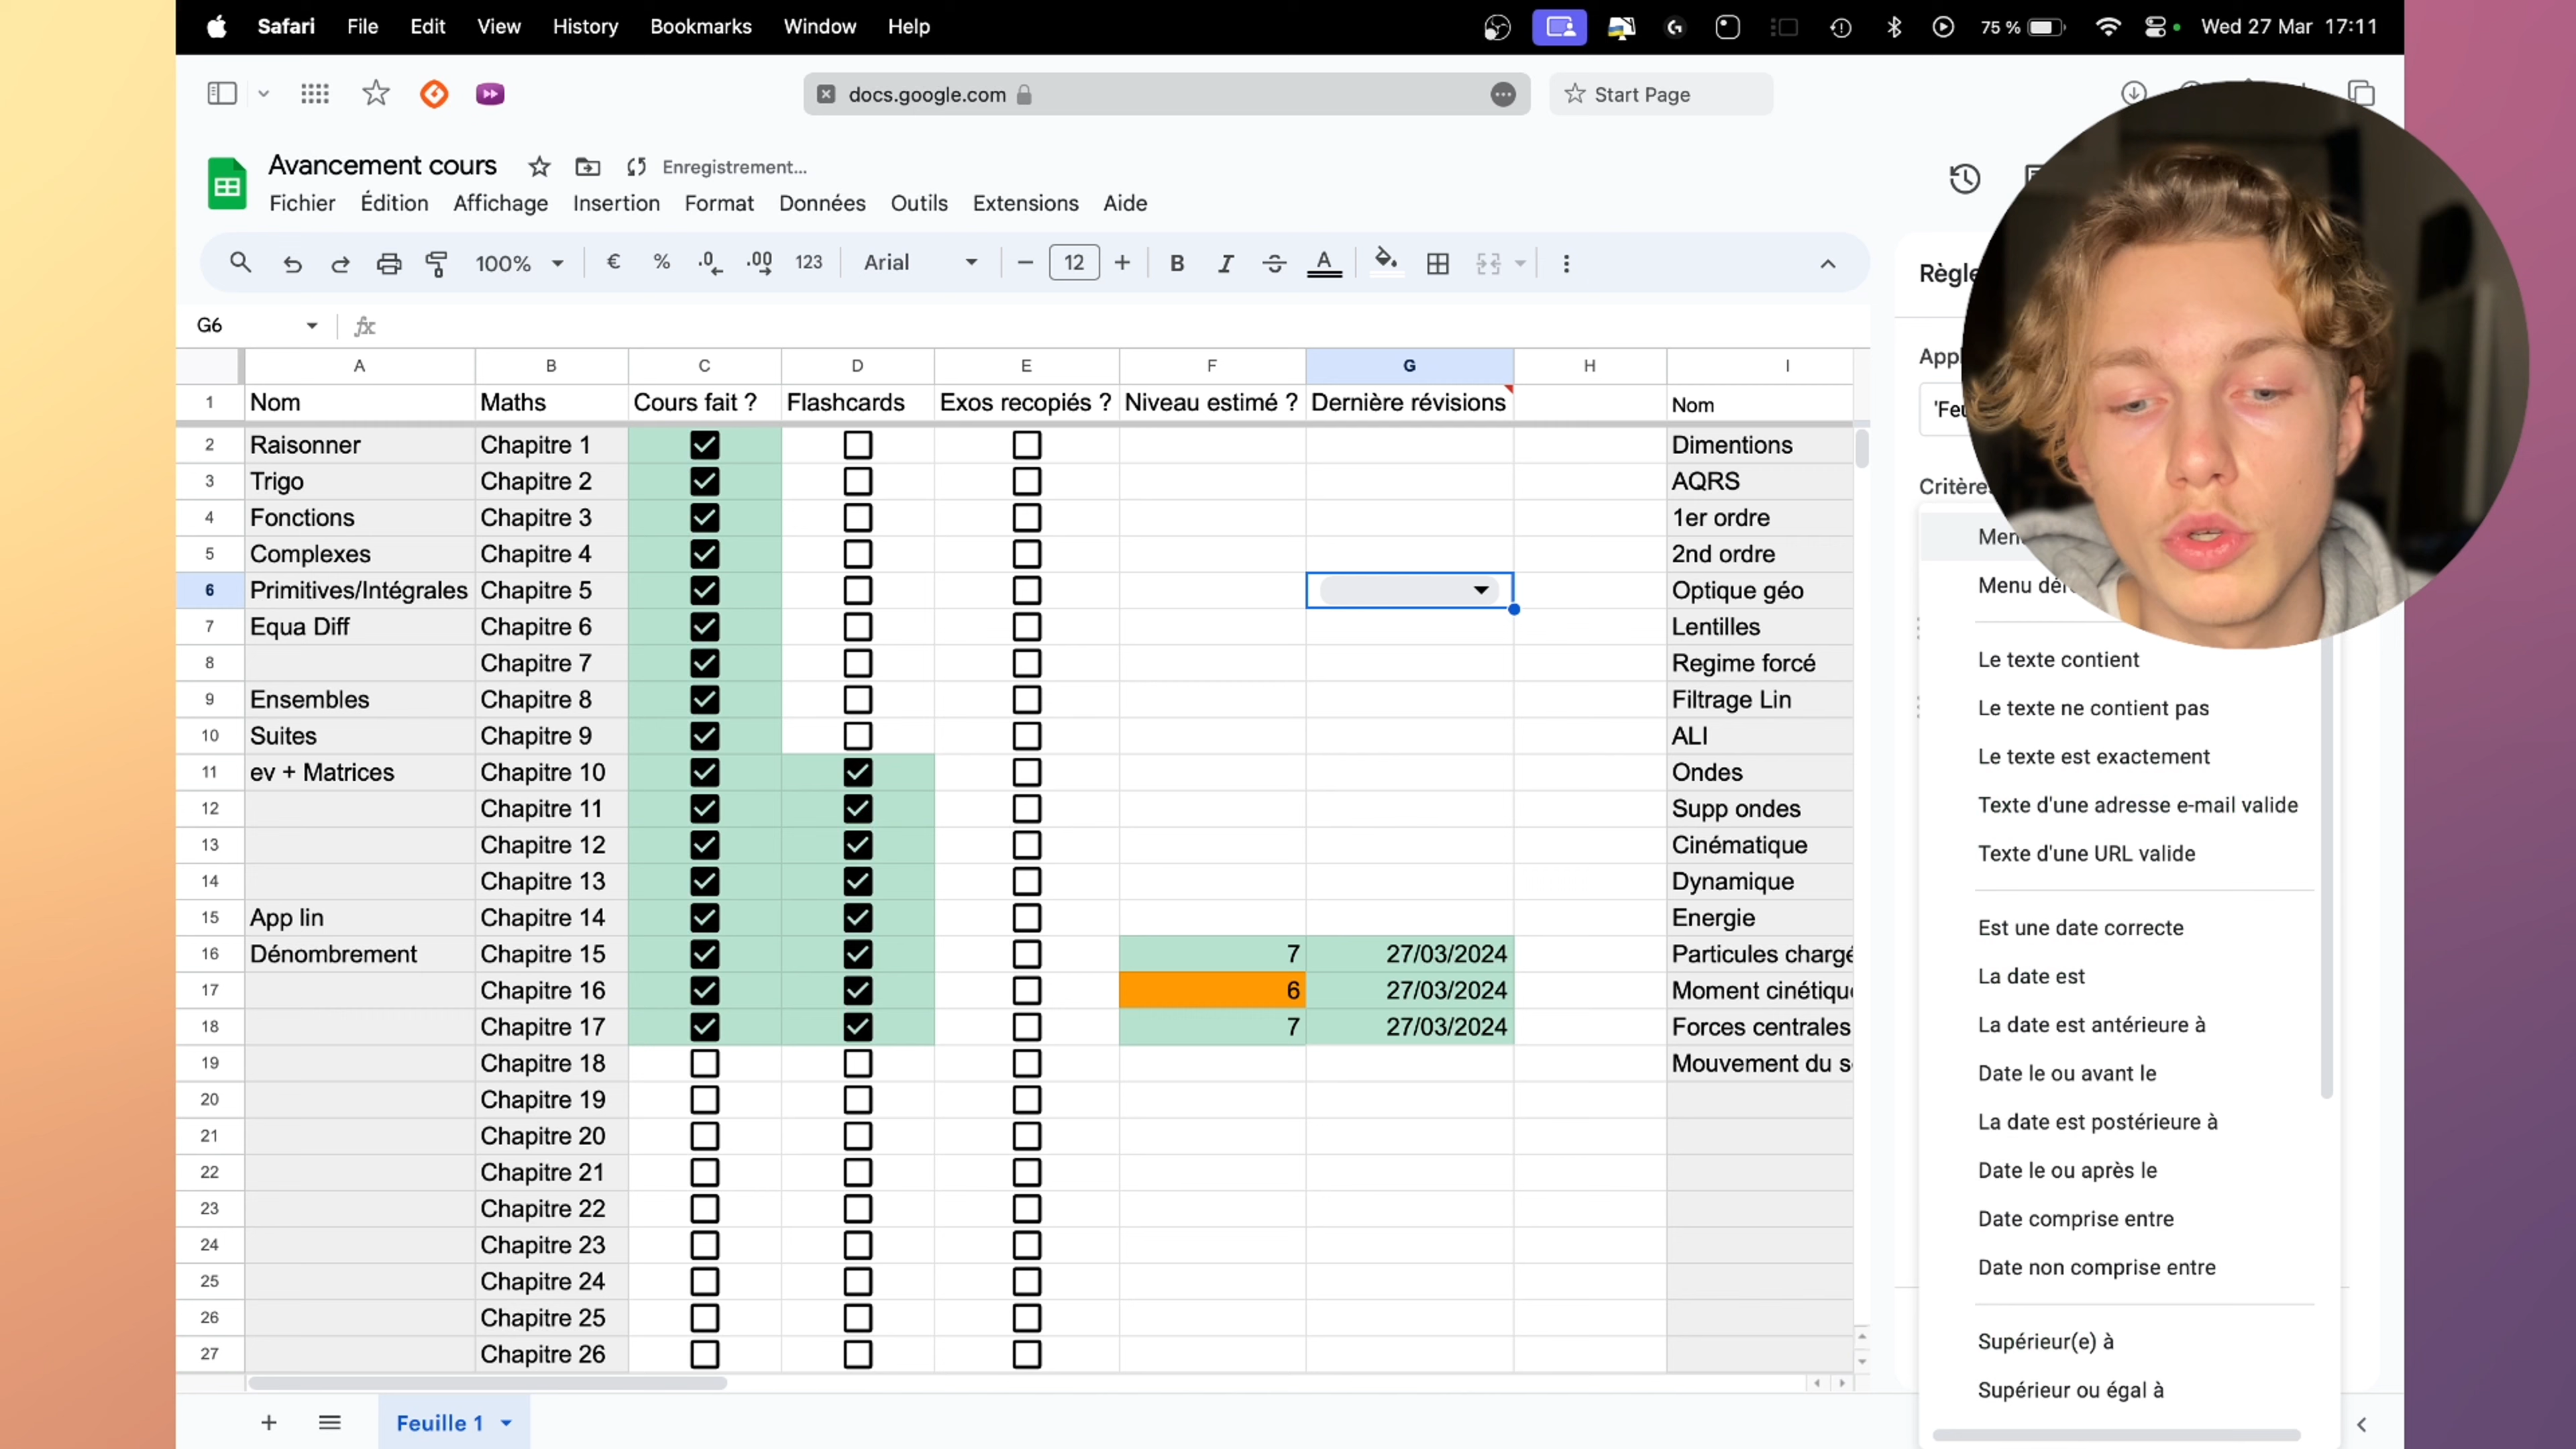 Safari File Edit View History Bookmarks Window Help 75 % Wed 27 Mar 17:11
docs.google.com Start Page
Avancement cours Enregistrement...
Fichier Édition Affichage Insertion Format Données Outils Extensions Aide
100% € % .0 .00 123 Arial 12 B I A
G6 fx
A B C D E F G H I
1 Nom Maths Cours fait ? Flashcards Exos recopiés ? Niveau estimé ? Dernière révisions Nom
2 Raisonner Chapitre 1 Dimentions
3 Trigo Chapitre 2 AQRS
4 Fonctions Chapitre 3 1er ordre
5 Complexes Chapitre 4 2nd ordre
6 Primitives/Intégrales Chapitre 5 Optique géo
7 Equa Diff Chapitre 6 Lentilles
8 Chapitre 7 Regime forcé
9 Ensembles Chapitre 8 Filtrage Lin
10 Suites Chapitre 9 ALI
11 ev + Matrices Chapitre 10 Ondes
12 Chapitre 11 Supp ondes
13 Chapitre 12 Cinématique
14 Chapitre 13 Dynamique
15 App lin Chapitre 14 Energie
16 Dénombrement Chapitre 15 7 27/03/2024 Particules
17 Chapitre 16 6 27/03/2024 Moment
18 Chapitre 17 7 27/03/2024 Forces centrales
19 Chapitre 18 Mouvement du
20 Chapitre 19
21 Chapitre 20
22 Chapitre 21
23 Chapitre 22
24 Chapitre 23
25 Chapitre 24
26 Chapitre 25
27 Chapitre 26
Feuille 1
Critères
Menu
Le texte contient
Le texte ne contient pas
Le texte est exactement
Texte d'une adresse e-mail valide
Texte d'une URL valide
Est une date correcte
La date est
La date est antérieure à
Date le ou avant le
La date est postérieure à
Date le ou après le
Date comprise entre
Date non comprise entre
Supérieur(e) à
Supérieur ou égal à